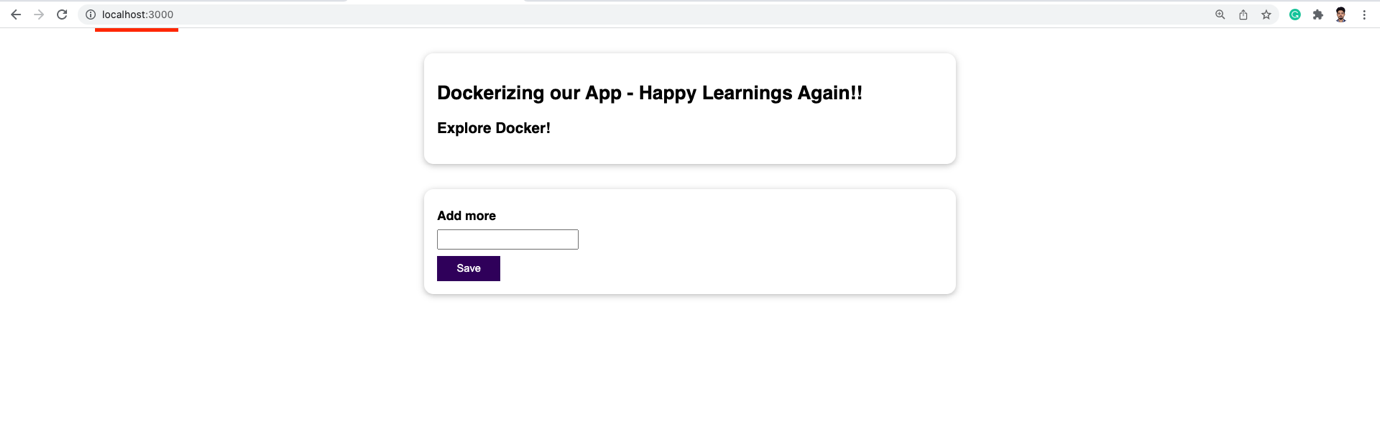 localhost:3000
Dockerizing our App - Happy Learnings Again!!
Explore Docker!
Add more
Save